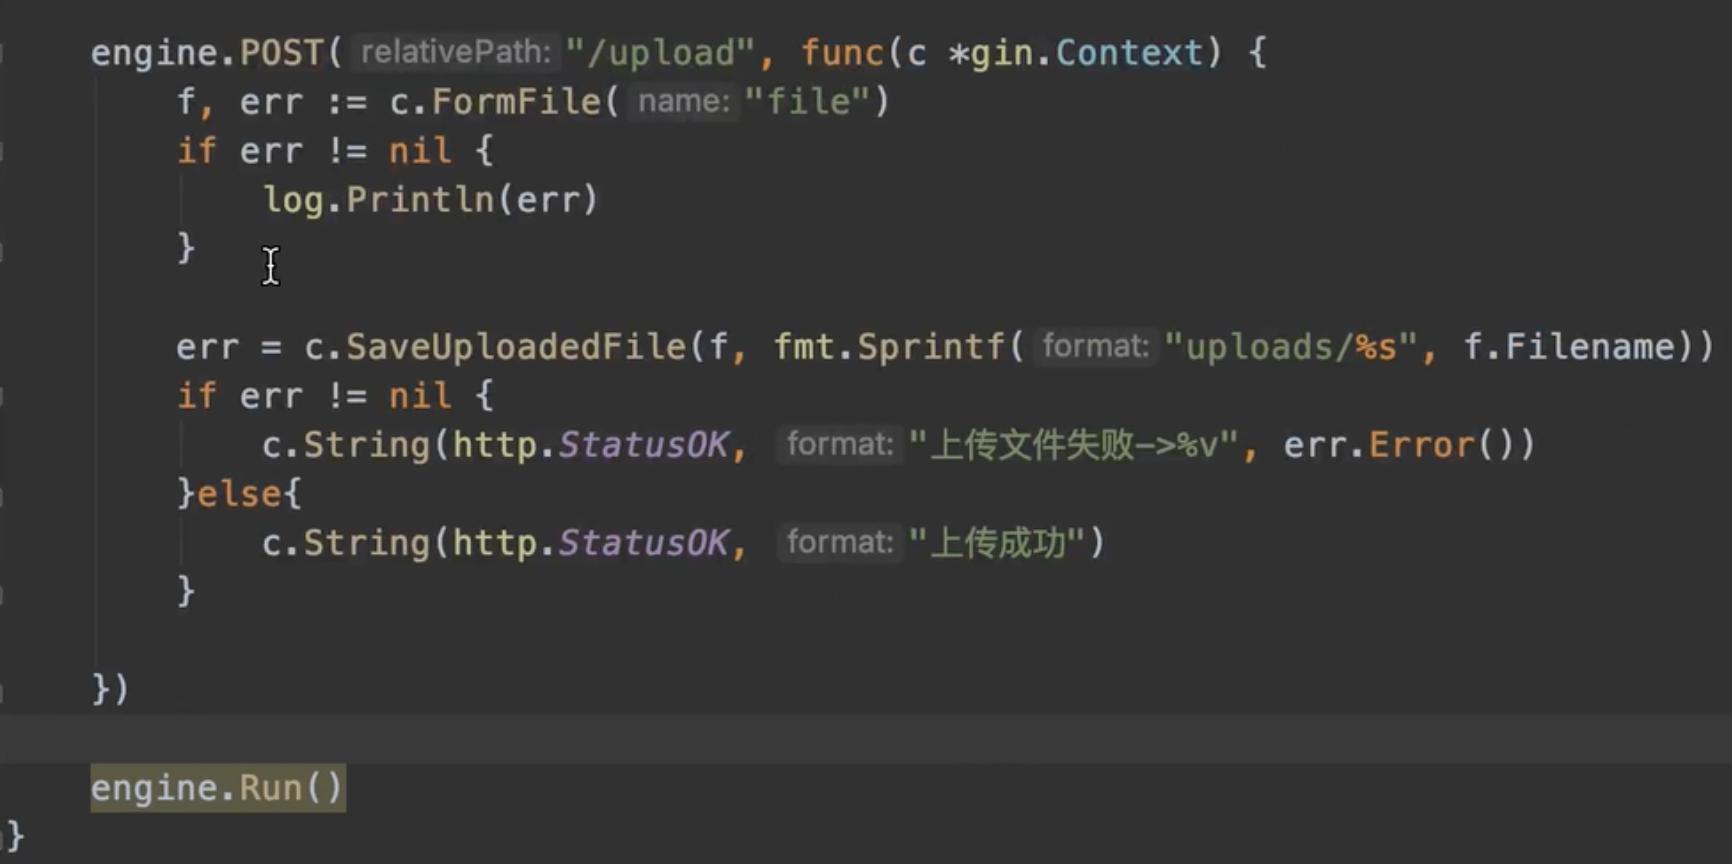 engine.POST( relativePath: "/upload", func(c *gin.Context) {
f, err := c.FormFile( name: "file")
if err != nil {
log.Println(err)
}
err = c.SaveUploadedFile(f, fmt.Sprintf( format: "uploads/%s", f.Filename))
if err != nil {
c.String(http.StatusOK, format: "上传文件失败->%v", err.Error())
}else{
c.String(http.StatusOK, format: "上传成功")
}
})
engine.Run()
}